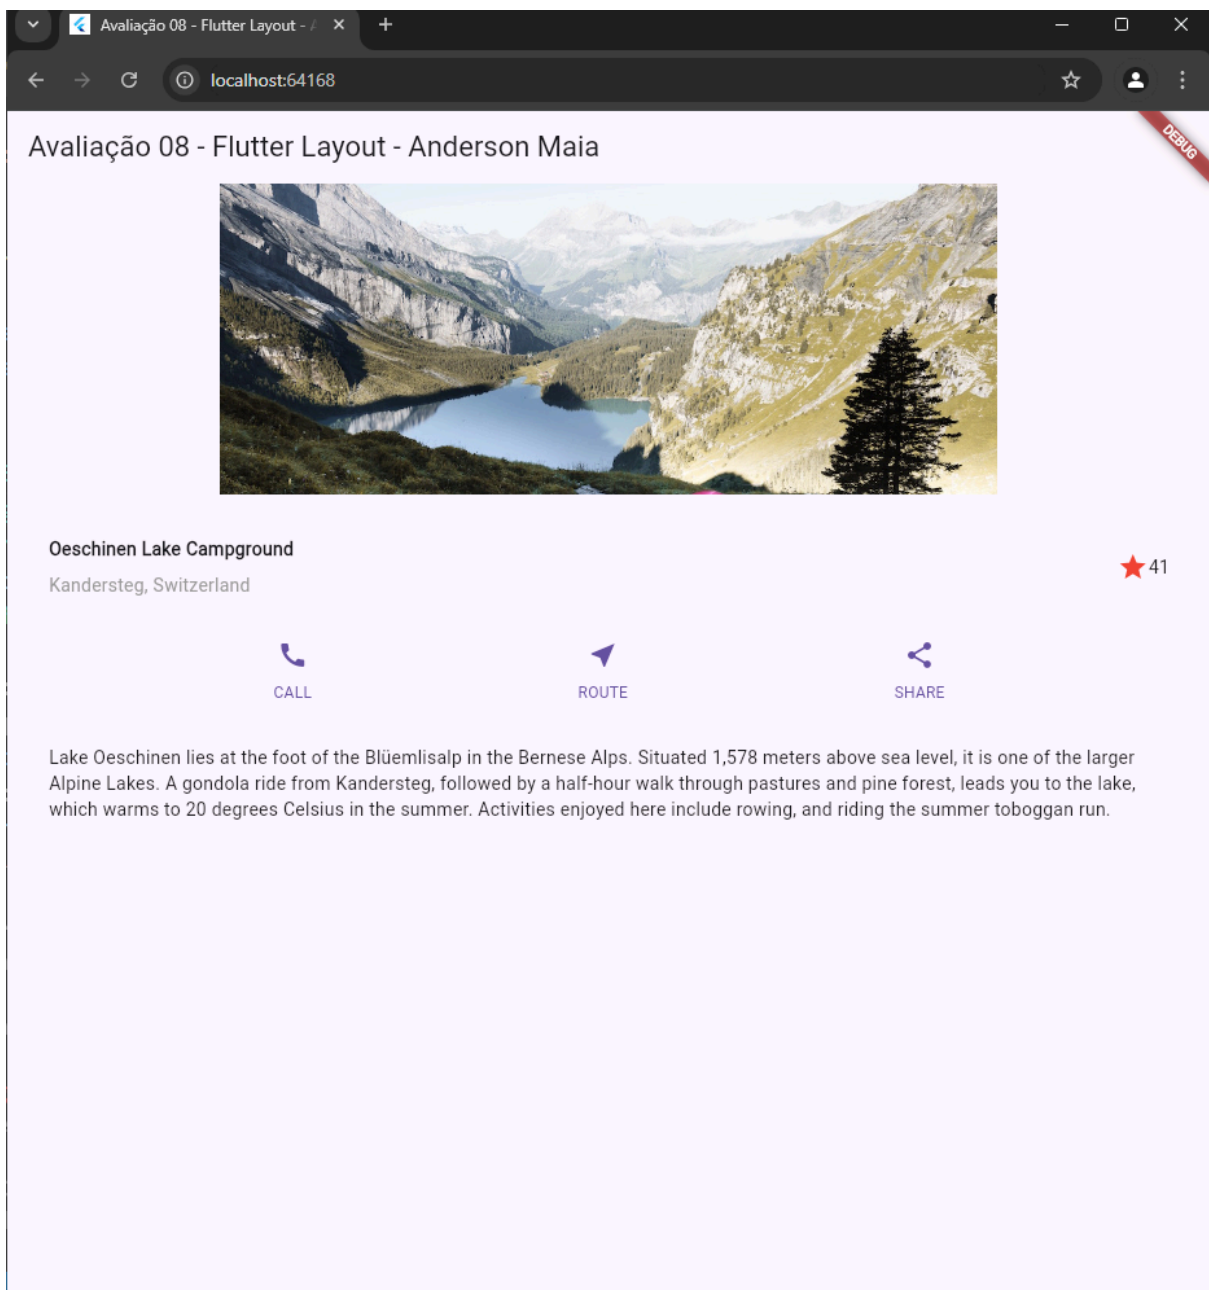 Avaliação 08 - Flutter Layout - A
localhost:64168
DEBUG
Avaliação 08 - Flutter Layout - Anderson Maia
Oeschinen Lake Campground
Kandersteg, Switzerland
41
CALL
ROUTE
SHARE
Lake Oeschinen lies at the foot of the Blüemlisalp in the Bernese Alps. Situated 1,578 meters above sea level, it is one of the larger
Alpine Lakes. A gondola ride from Kandersteg, followed by a half-hour walk through pastures and pine forest, leads you to the lake,
which warms to 20 degrees Celsius in the summer. Activities enjoyed here include rowing, and riding the summer toboggan run.